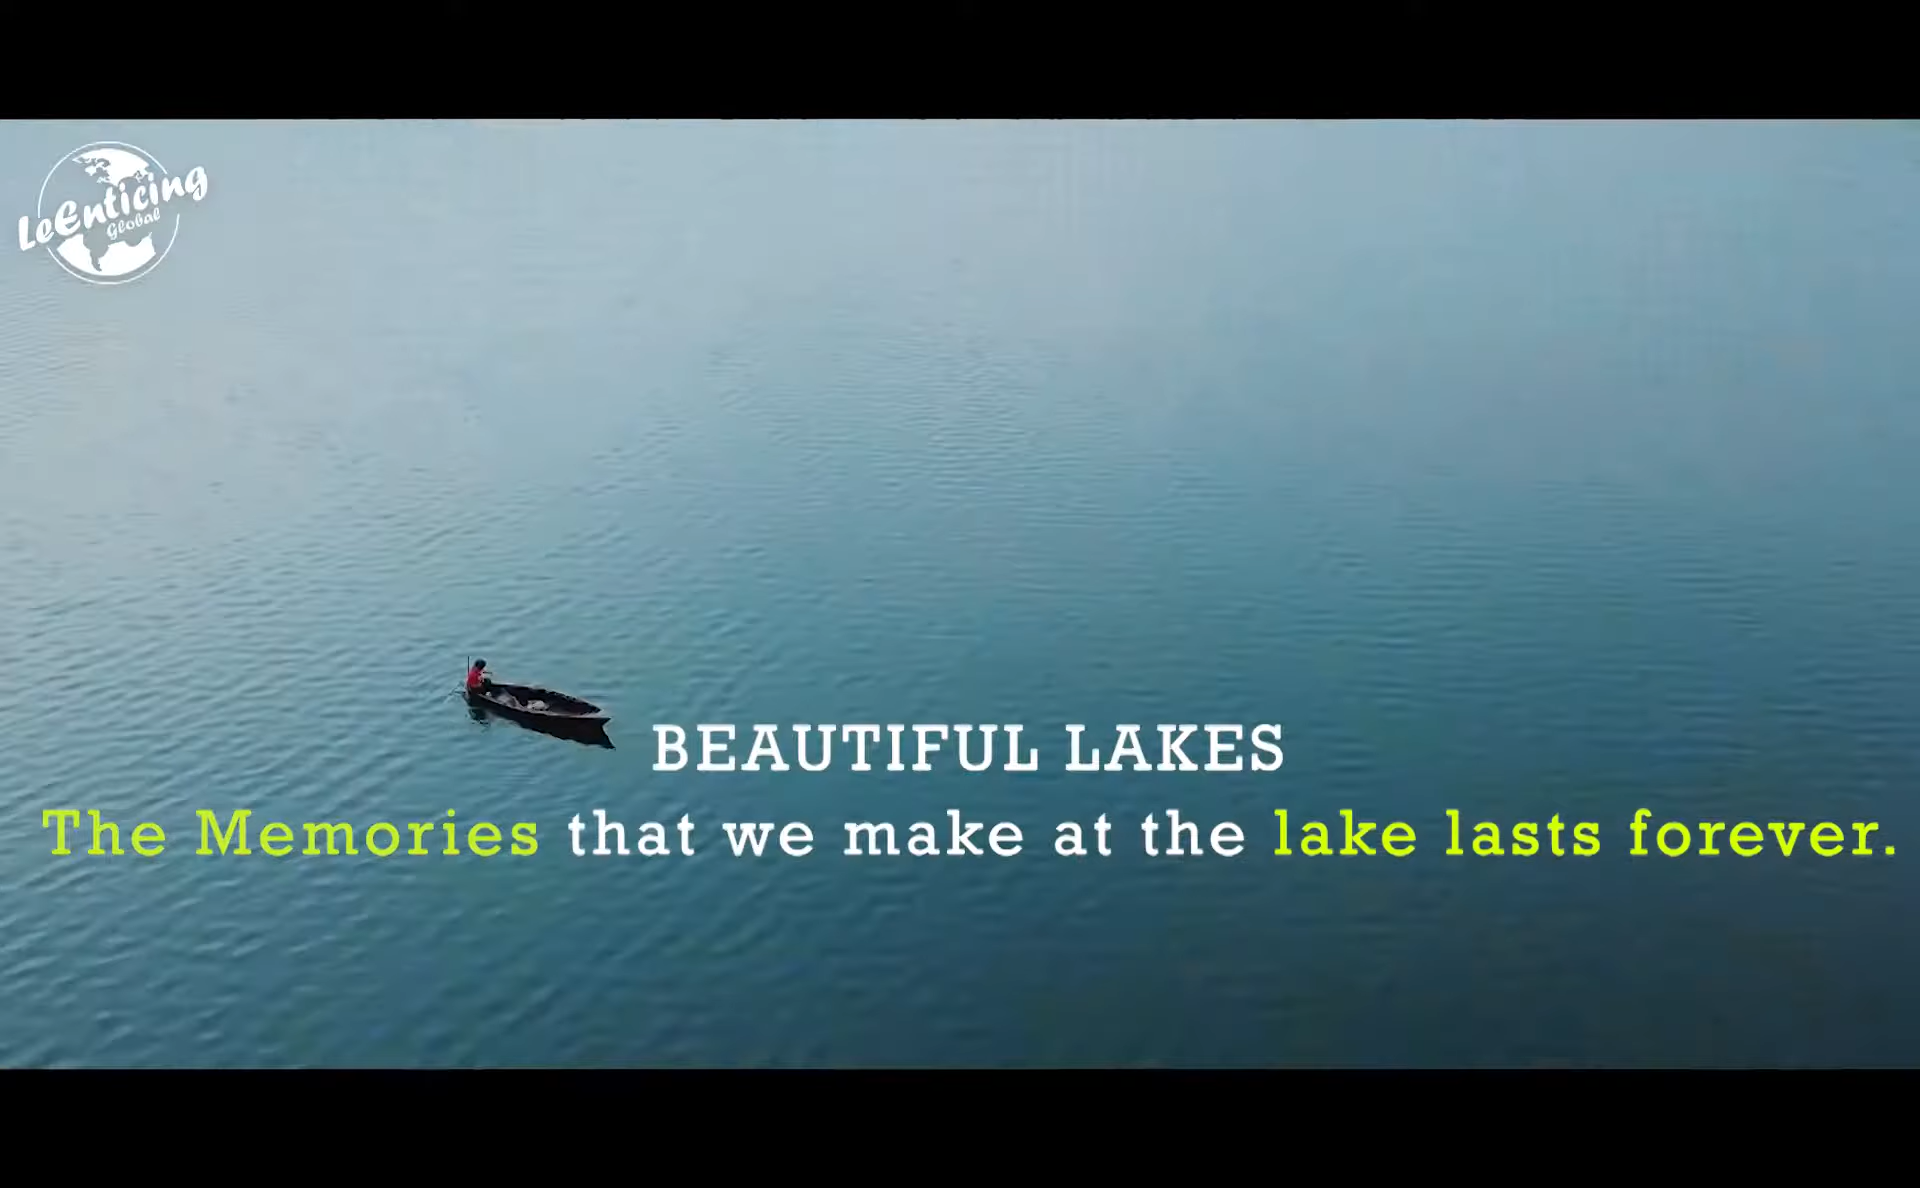 LeEnticing
Global
BEAUTIFUL LAKES
The Memories that we make at the lake lasts forever.